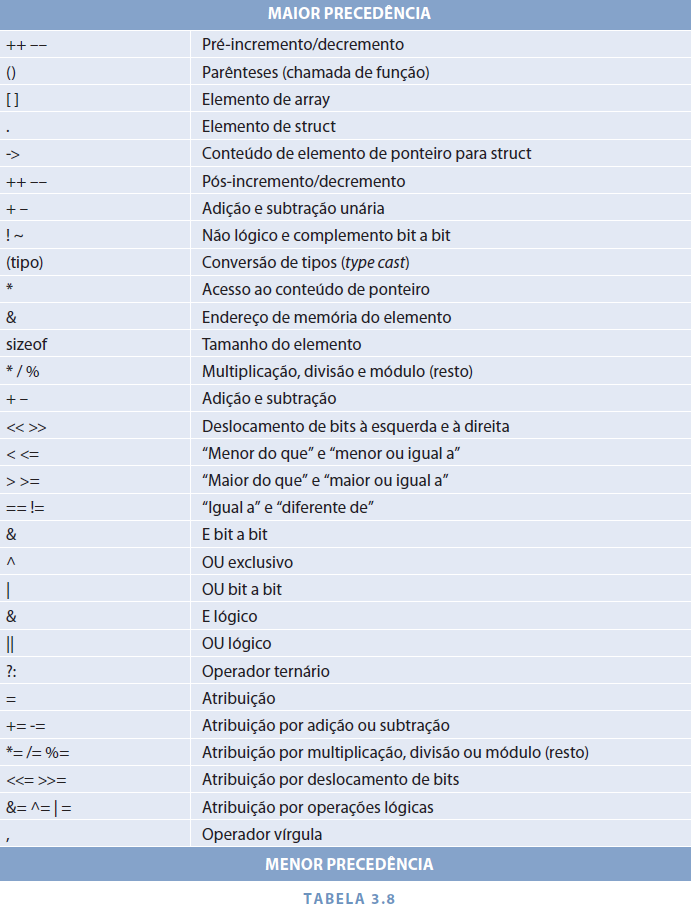 MAIOR PRECEDÊNCIA
++ −− Pré-incremento/decremento
() Parênteses (chamada de função)
[ ] Elemento de array
. Elemento de struct
-> Conteúdo de elemento de ponteiro para struct
++ −− Pós-incremento/decremento
+ − Adição e subtração unária
! ~ Não lógico e complemento bit a bit
(tipo) Conversão de tipos (type cast)
* Acesso ao conteúdo de ponteiro
& Endereço de memória do elemento
sizeof Tamanho do elemento
* / % Multiplicação, divisão e módulo (resto)
+ − Adição e subtração
<< >> Deslocamento de bits à esquerda e à direita
< <= “Menor do que” e “menor ou igual a”
> >= “Maior do que” e “maior ou igual a”
== != “Igual a” e “diferente de”
& E bit a bit
^ OU exclusivo
| OU bit a bit
& E lógico
|| OU lógico
?: Operador ternário
= Atribuição
+= -= Atribuição por adição ou subtração
*= /= %= Atribuição por multiplicação, divisão ou módulo (resto)
<<= >>= Atribuição por deslocamento de bits
&= ^= | = Atribuição por operações lógicas
, Operador vírgula
MENOR PRECEDÊNCIA
TABELA 3.8